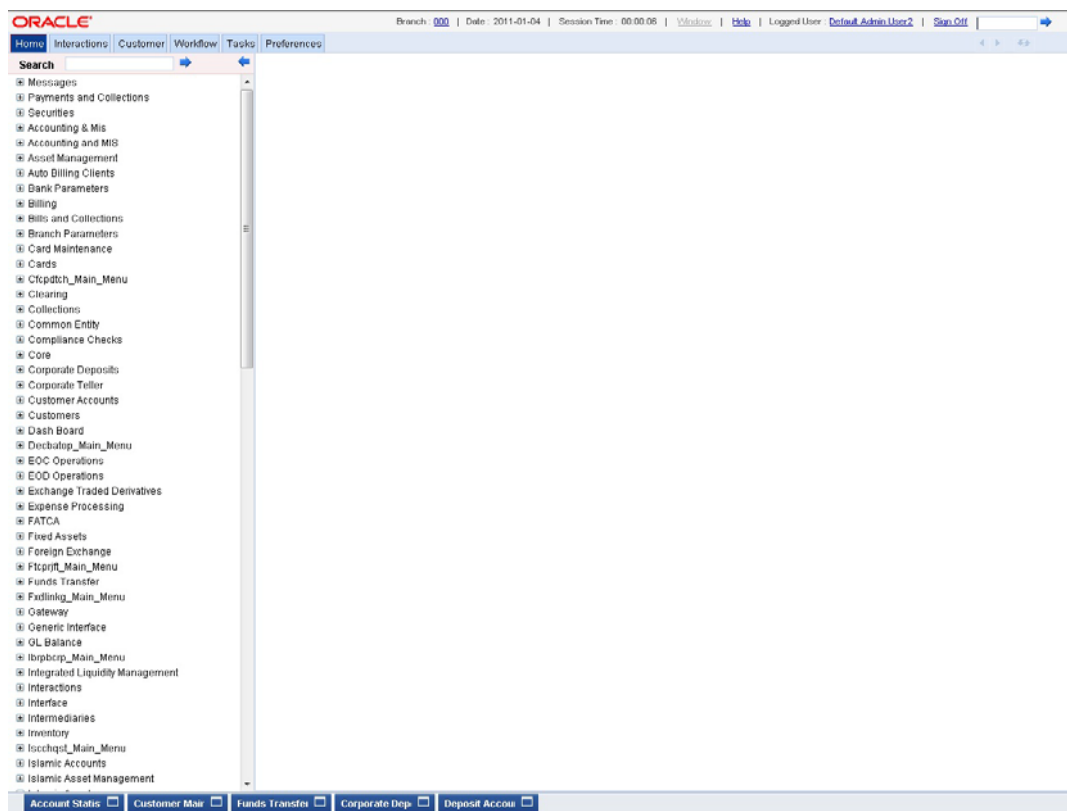 ORACLE'
Branch : 000 | Date : 2011-01-04 | Session Time : 00:00:06 | Window | Help | Logged User : Default Admin User2 | Sign Off
Home Interactions Customer Workflow Tasks Preferences
Search
Messages
Payments and Collections
Securities
Accounting & Mis
Accounting and MIS
Asset Management
Auto Billing Clients
Bank Parameters
Billing
Bills and Collections
Branch Parameters
Card Maintenance
Cards
Cfcpdtch_Main_Menu
Clearing
Collections
Common Entity
Compliance Checks
Core
Corporate Deposits
Corporate Teller
Customer Accounts
Customers
Dash Board
Decbatop_Main_Menu
EOC Operations
EOD Operations
Exchange Traded Derivatives
Expense Processing
FATCA
Fixed Assets
Foreign Exchange
Ftcprjft_Main_Menu
Funds Transfer
Fxdlinkg_Main_Menu
Gateway
Generic Interface
GL Balance
Ibrpbcrp_Main_Menu
Integrated Liquidity Management
Interactions
Interface
Intermediaries
Inventory
Iscchqst_Main_Menu
Islamic Accounts
Islamic Asset Management
Account Statis Customer Mair Funds Transfer Corporate Dep Deposit Accou